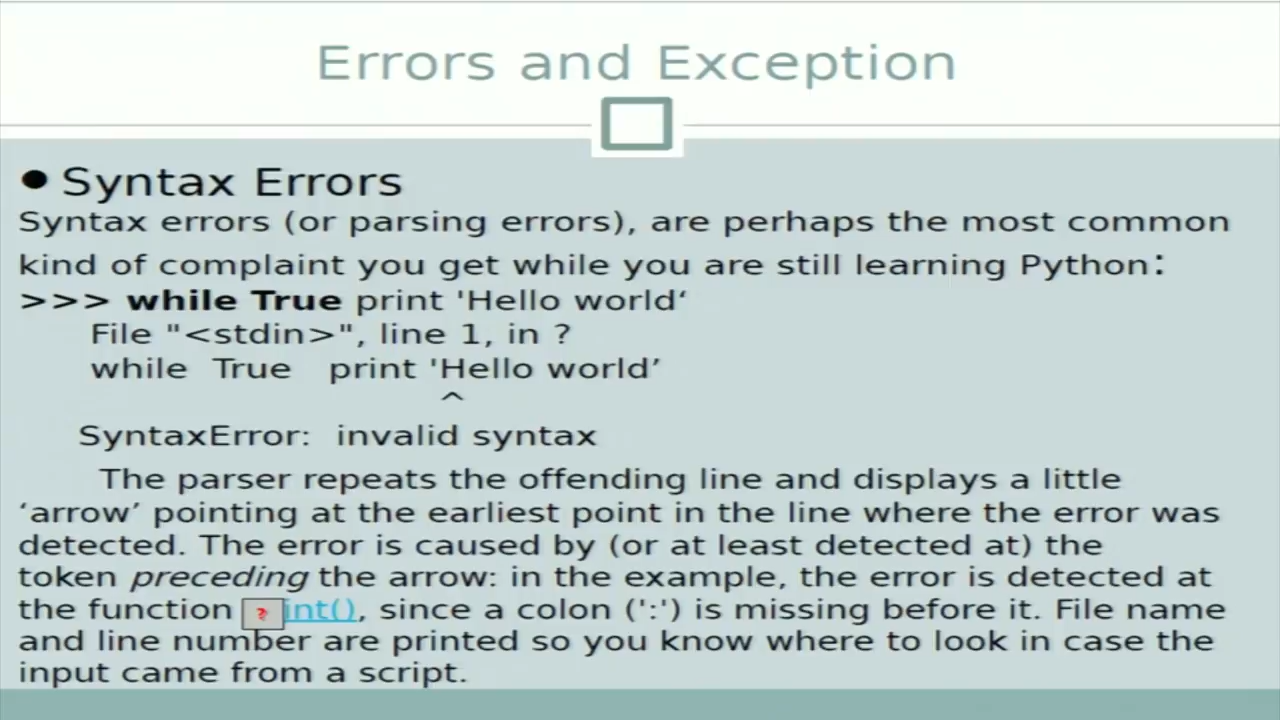 Errors and Exception
● Syntax Errors
Syntax errors (or parsing errors), are perhaps the most common
kind of complaint you get while you are still learning Python:
>>> while True print 'Hello world‘
File "<stdin>", line 1, in ?
while True print 'Hello world’
^
SyntaxError: invalid syntax
The parser repeats the offending line and displays a little
‘arrow’ pointing at the earliest point in the line where the error was
detected. The error is caused by (or at least detected at) the
token preceding the arrow: in the example, the error is detected at
the function ?int(), since a colon (':') is missing before it. File name
and line number are printed so you know where to look in case the
input came from a script.